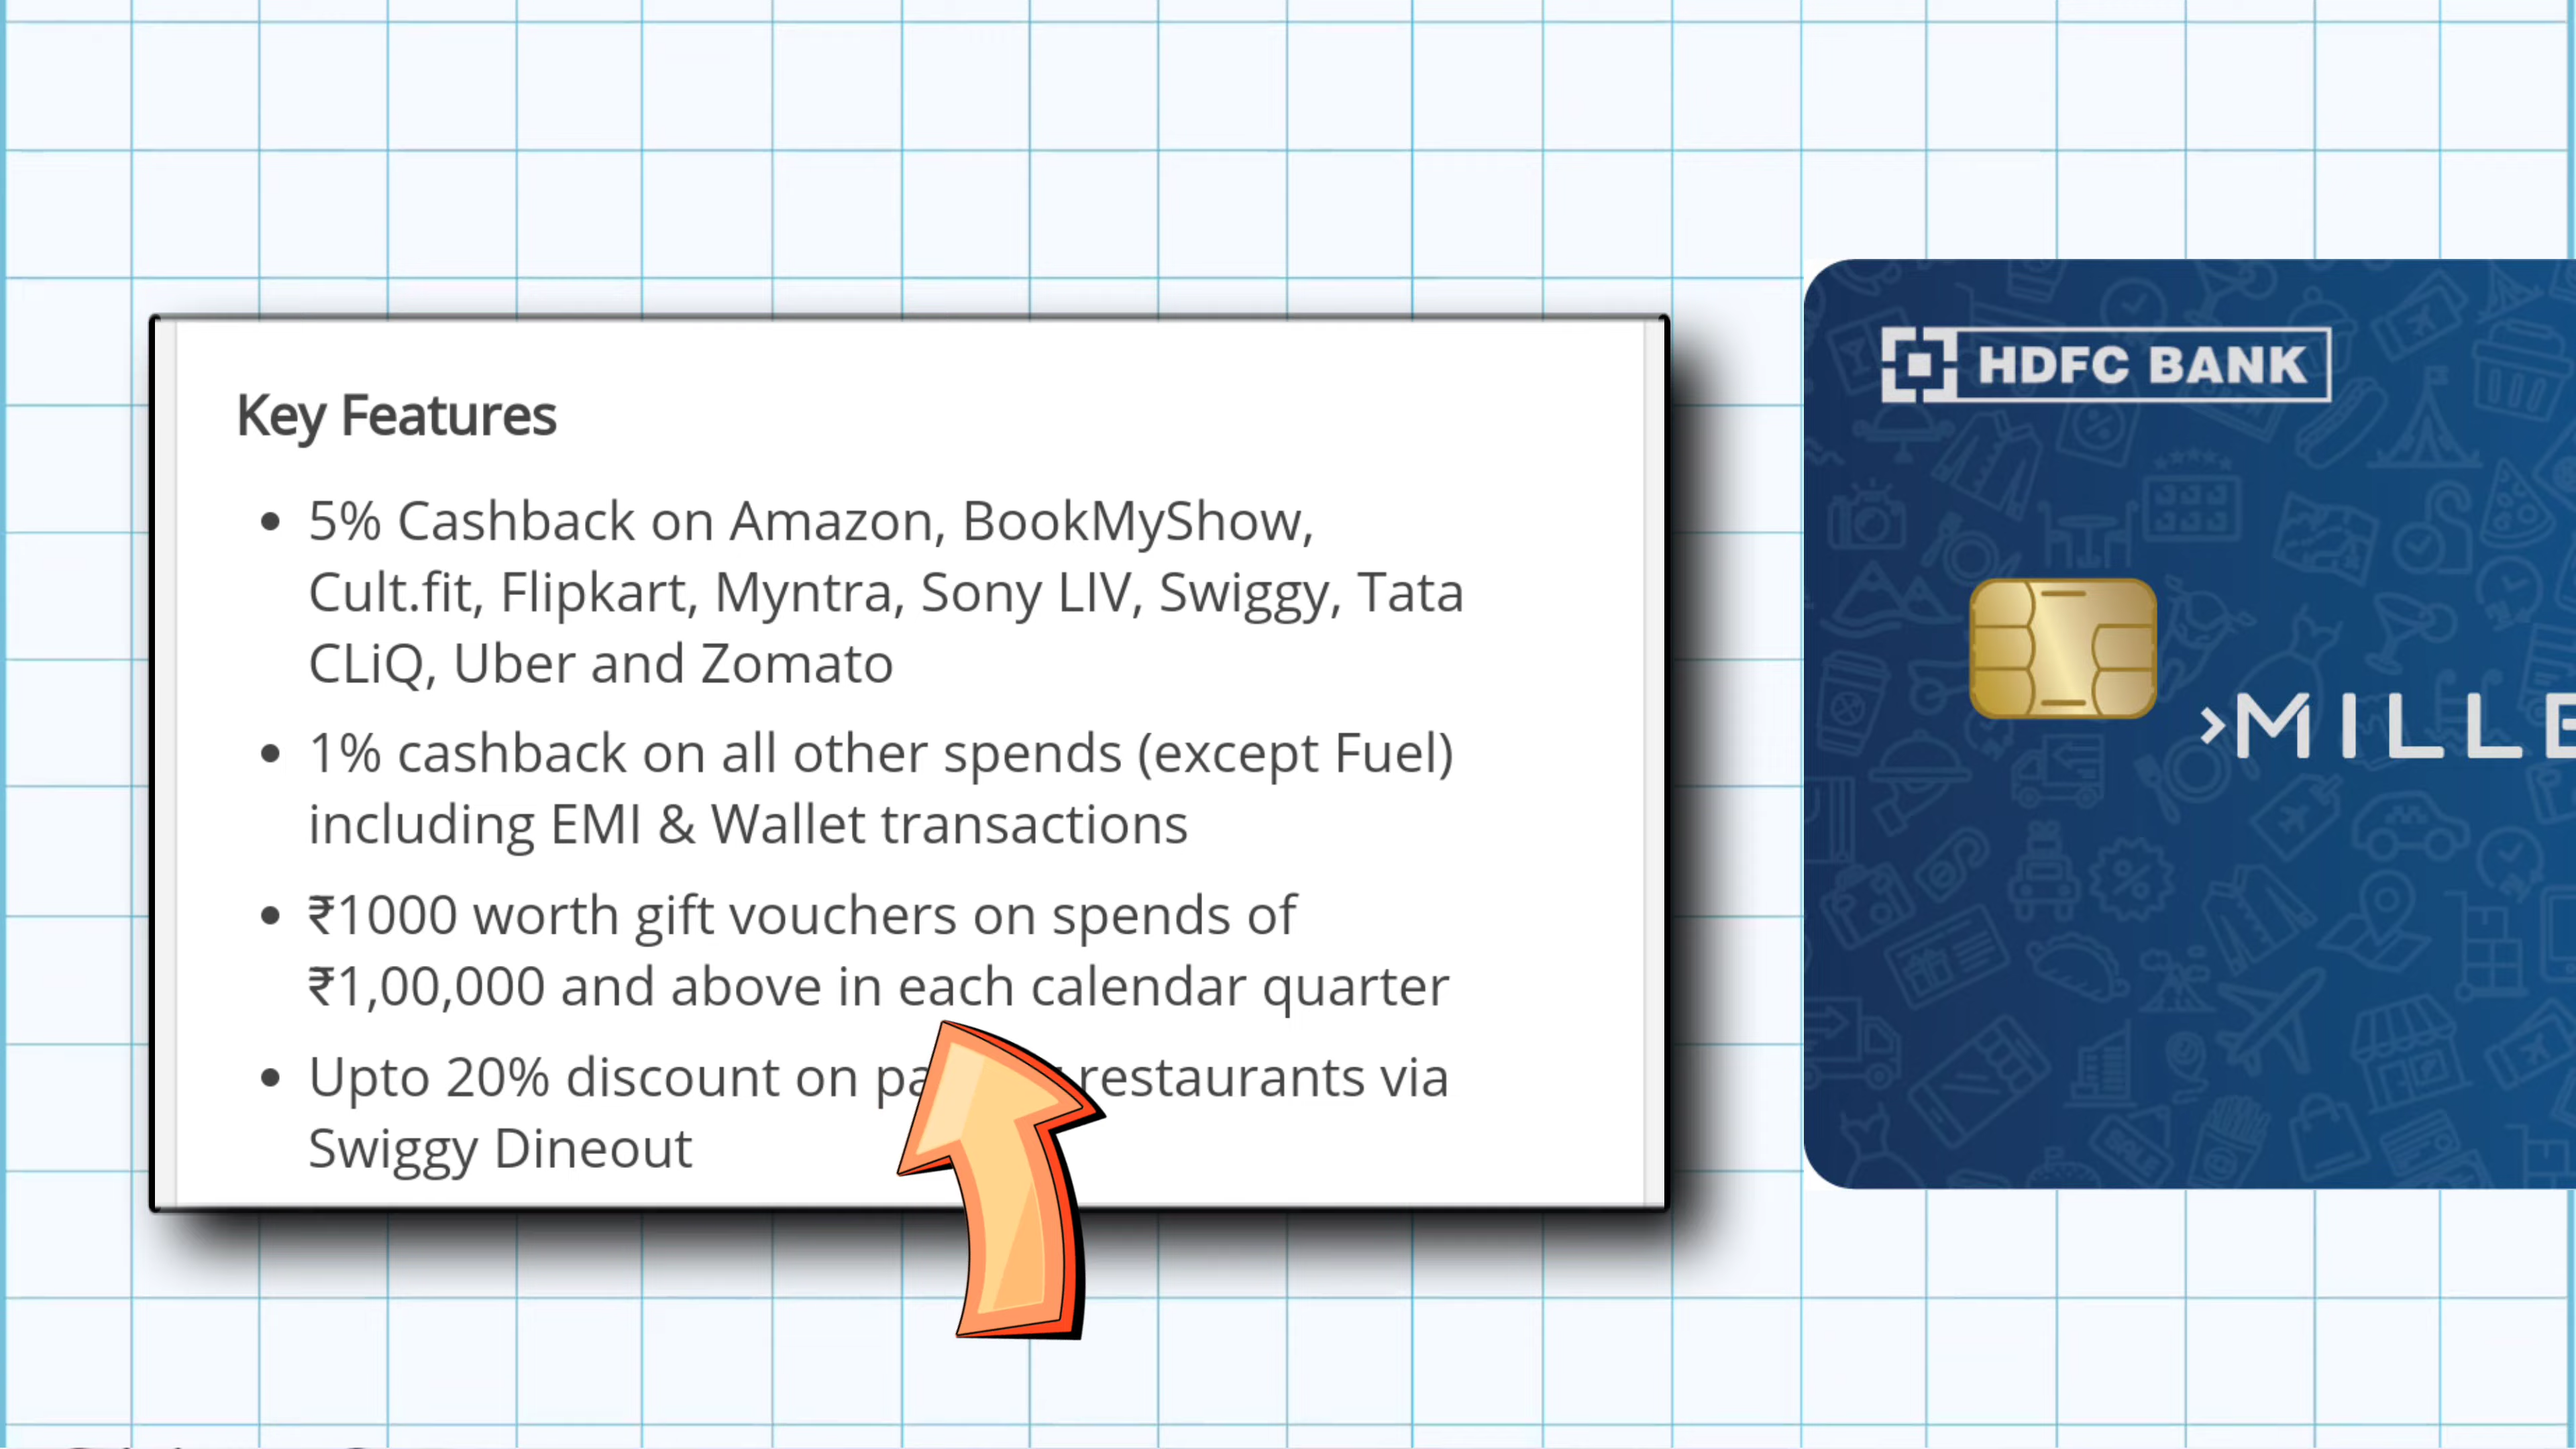 Key Features
5% Cashback on Amazon, BookMyShow,
Cult.fit, Flipkart, Myntra, Sony LIV, Swiggy, Tata
CLiQ, Uber and Zomato
1% cashback on all other spends (except Fuel)
including EMI & Wallet transactions
₹1000 worth gift vouchers on spends of
₹1,00,000 and above in each calendar quarter
Upto 20% discount on restaurants via
Swiggy Dineout
HDFC BANK
MILLE